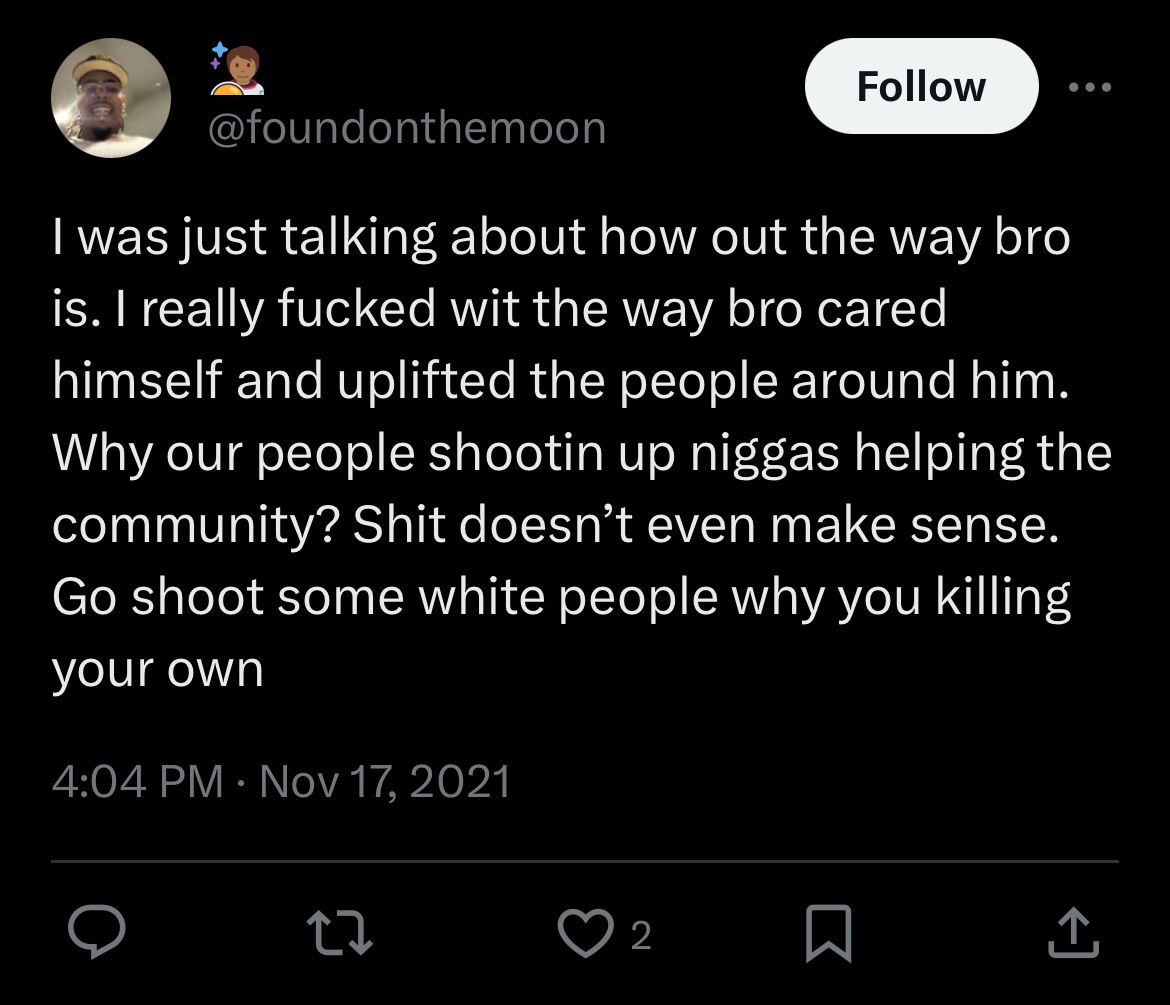 @foundonthemoon
Follow
I was just talking about how out the way bro
is. I really fucked wit the way bro cared
himself and uplifted the people around him.
Why our people shootin up niggas helping the
community? Shit doesn’t even make sense.
Go shoot some white people why you killing
your own
4:04 PM · Nov 17, 2021
2